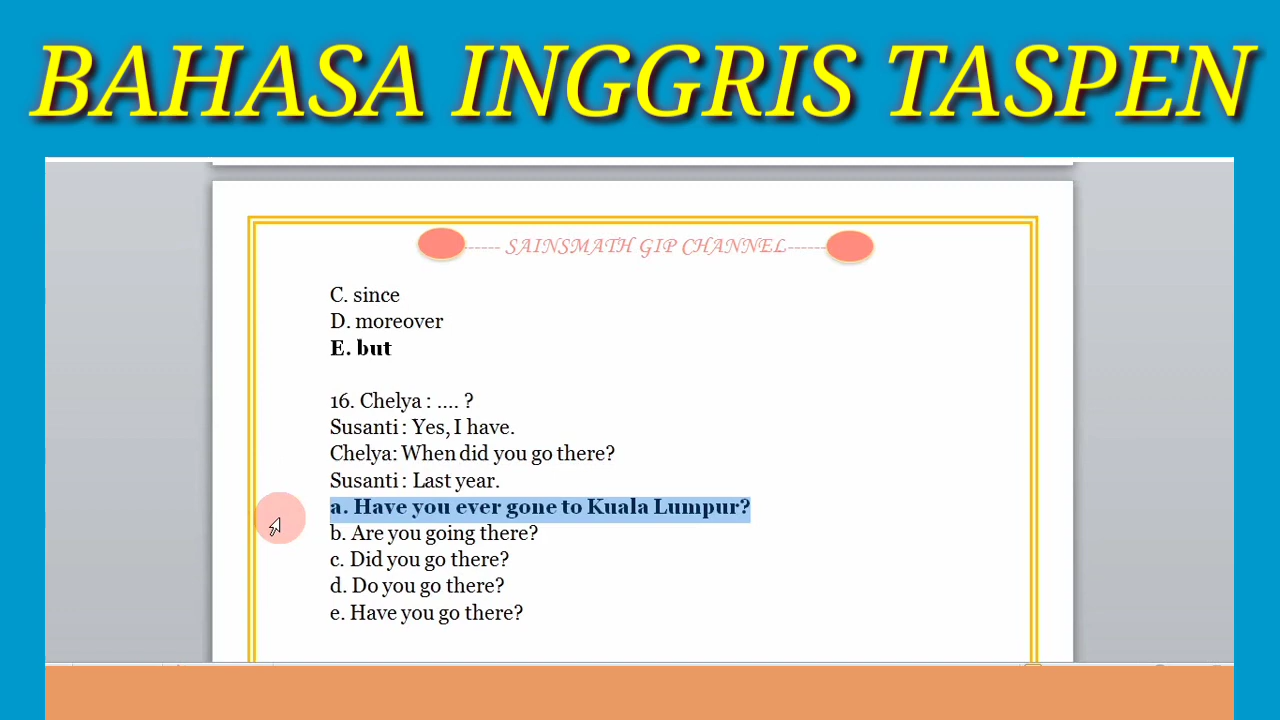 BAHASA INGGRIS TASPEN
------ SAINSMATH GIP CHANNEL------
C. since
D. moreover
E. but
16. Chelya : .... ?
Susanti : Yes, I have.
Chelya: When did you go there?
Susanti : Last year.
a. Have you ever gone to Kuala Lumpur?
b. Are you going there?
c. Did you go there?
d. Do you go there?
e. Have you go there?